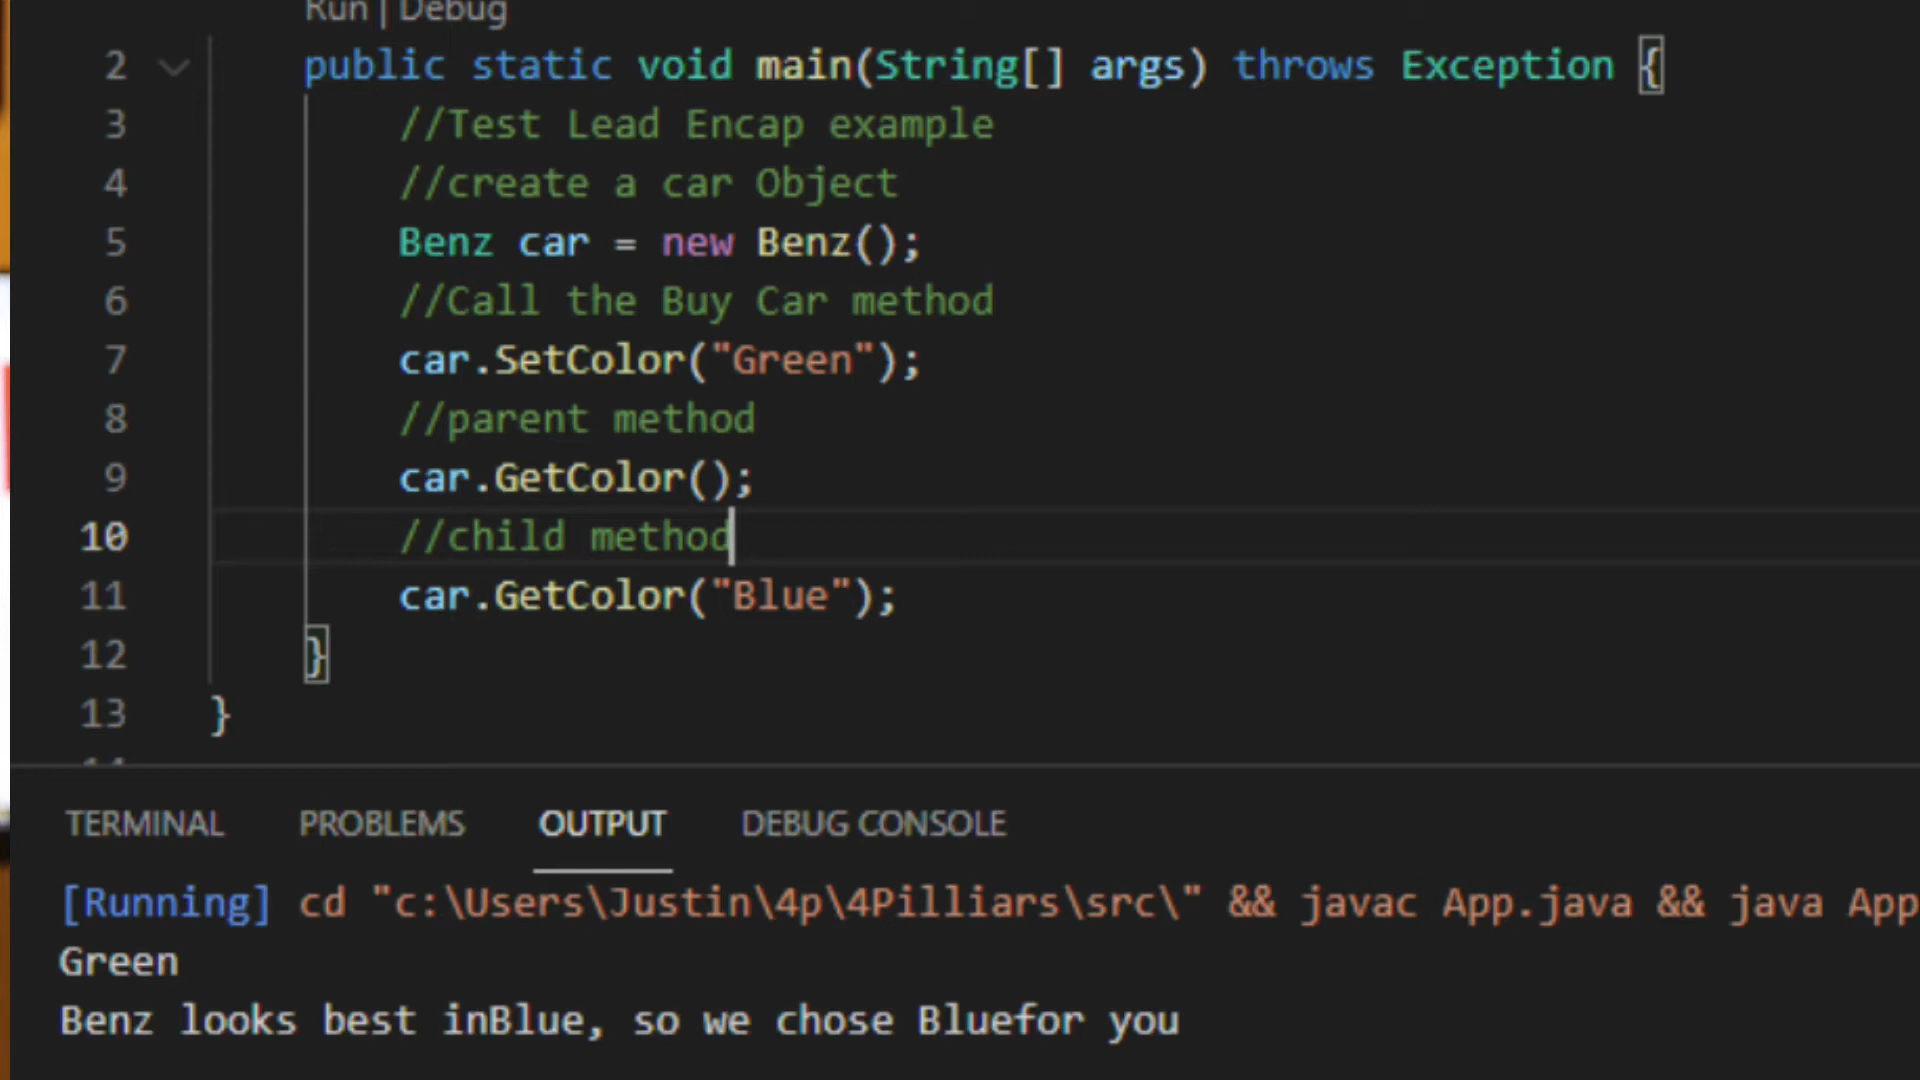 Run | Debug
2 public static void main(String[] args) throws Exception {
3 //Test Lead Encap example
4 //create a car Object
5 Benz car = new Benz();
6 //Call the Buy Car method
7 car.SetColor("Green");
8 //parent method
9 car.GetColor();
10 //child method
11 car.GetColor("Blue");
12 }
13 }
TERMINAL PROBLEMS OUTPUT DEBUG CONSOLE
[Running] cd "c:\Users\Justin\4p\4Pilliars\src\" && javac App.java && java App
Green
Benz looks best inBlue, so we chose Bluefor you